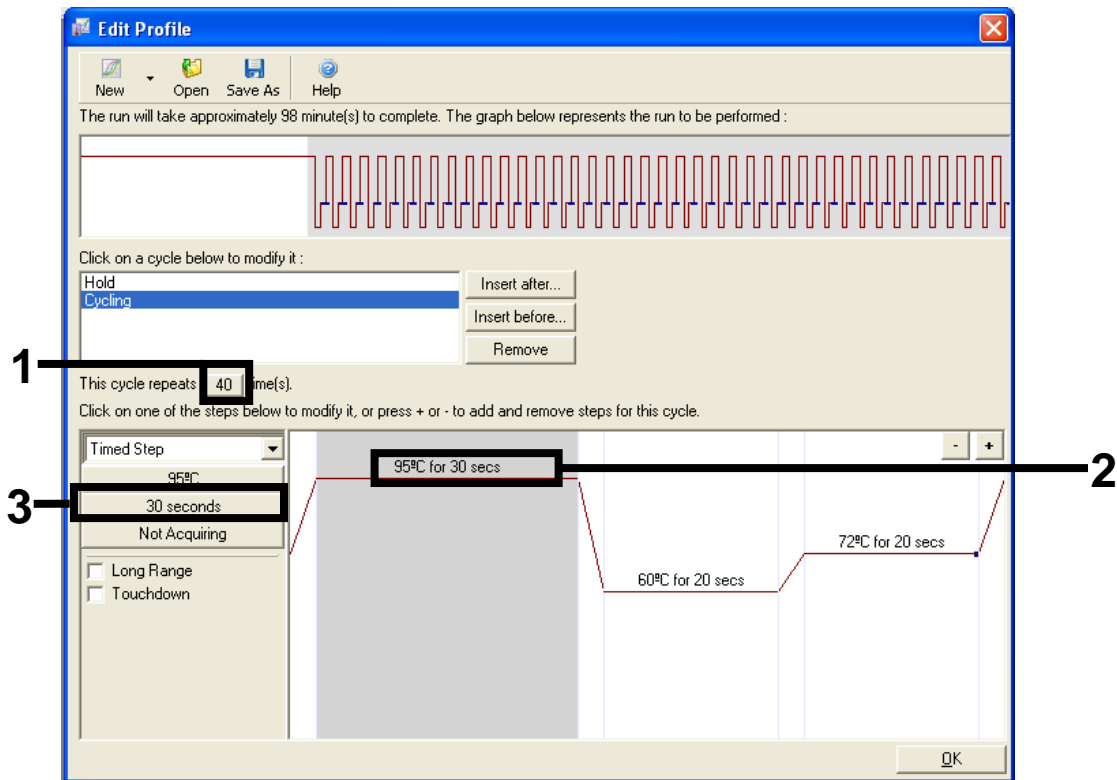 Edit Profile
New Open Save As Help
The run will take approximately 98 minute(s) to complete. The graph below represents the run to be performed :
Click on a cycle below to modify it :
Hold
Cycling
Insert after...
Insert before...
Remove
1
This cycle repeats 40 ime(s).
Click on one of the steps below to modify it, or press + or - to add and remove steps for this cycle.
Timed Step
- +
95ºC
95ºC for 30 secs
2
3
30 seconds
Not Acquiring
72ºC for 20 secs
Long Range
60ºC for 20 secs
Touchdown
OK